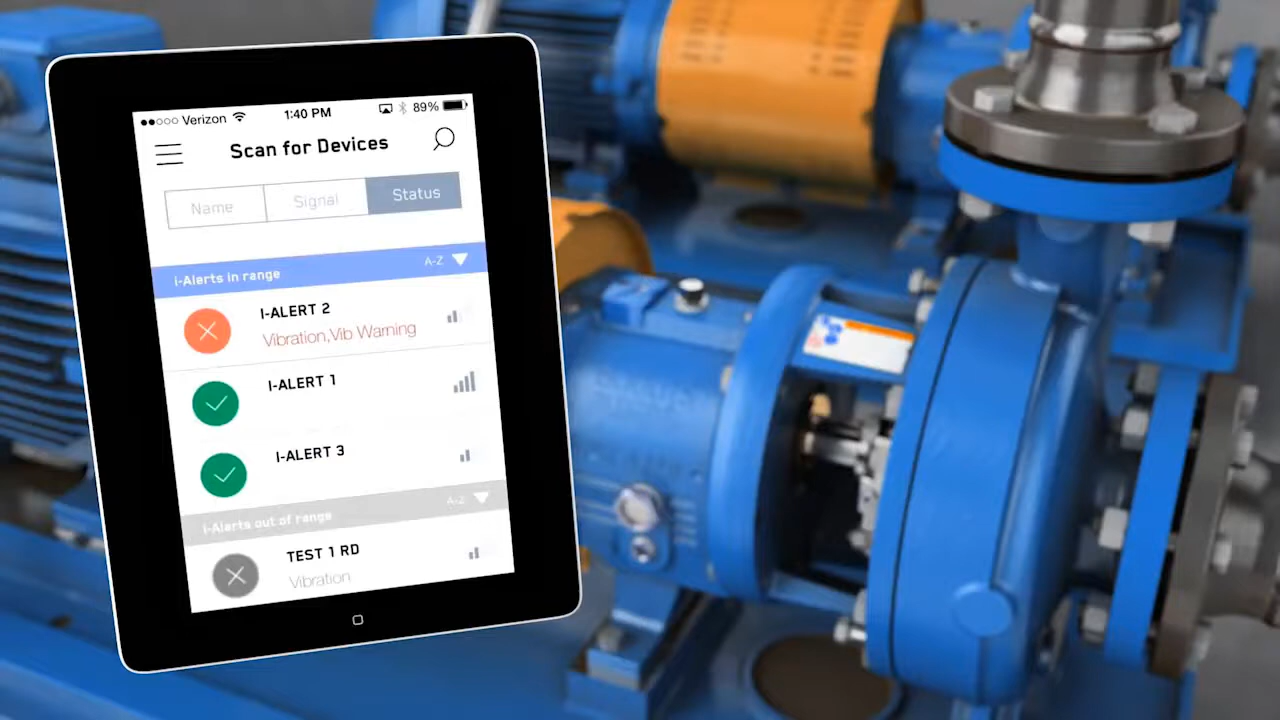 ●●○○○ Verizon 1:40 PM 89%
Scan for Devices
Name Signal Status
i-Alerts in range A-Z
I-ALERT 2
Vibration,Vib Warning
I-ALERT 1
I-ALERT 3
i-Alerts out of range A-Z
TEST 1 RD
Vibration